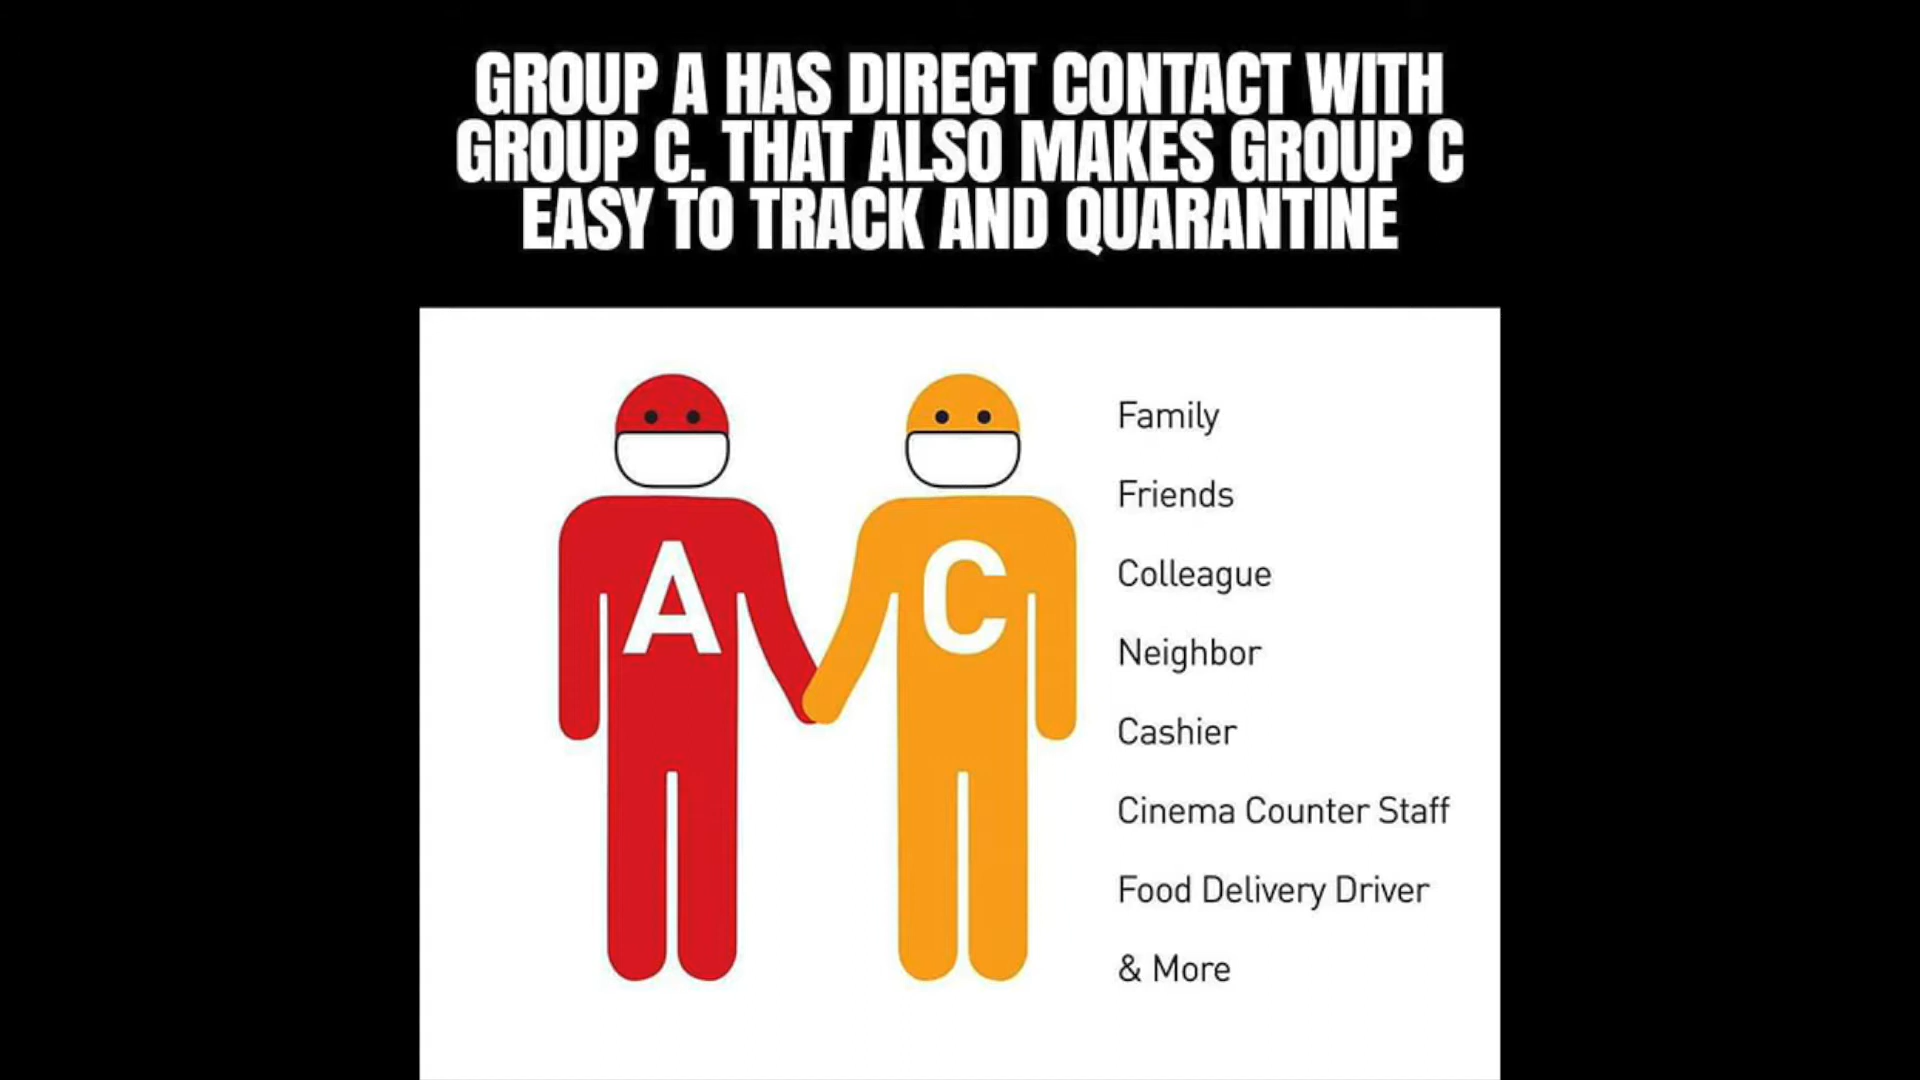 GROUP A HAS DIRECT CONTACT WITH
GROUP C. THAT ALSO MAKES GROUP C
EASY TO TRACK AND QUARANTINE
A
C
Family
Friends
Colleague
Neighbor
Cashier
Cinema Counter Staff
Food Delivery Driver
& More